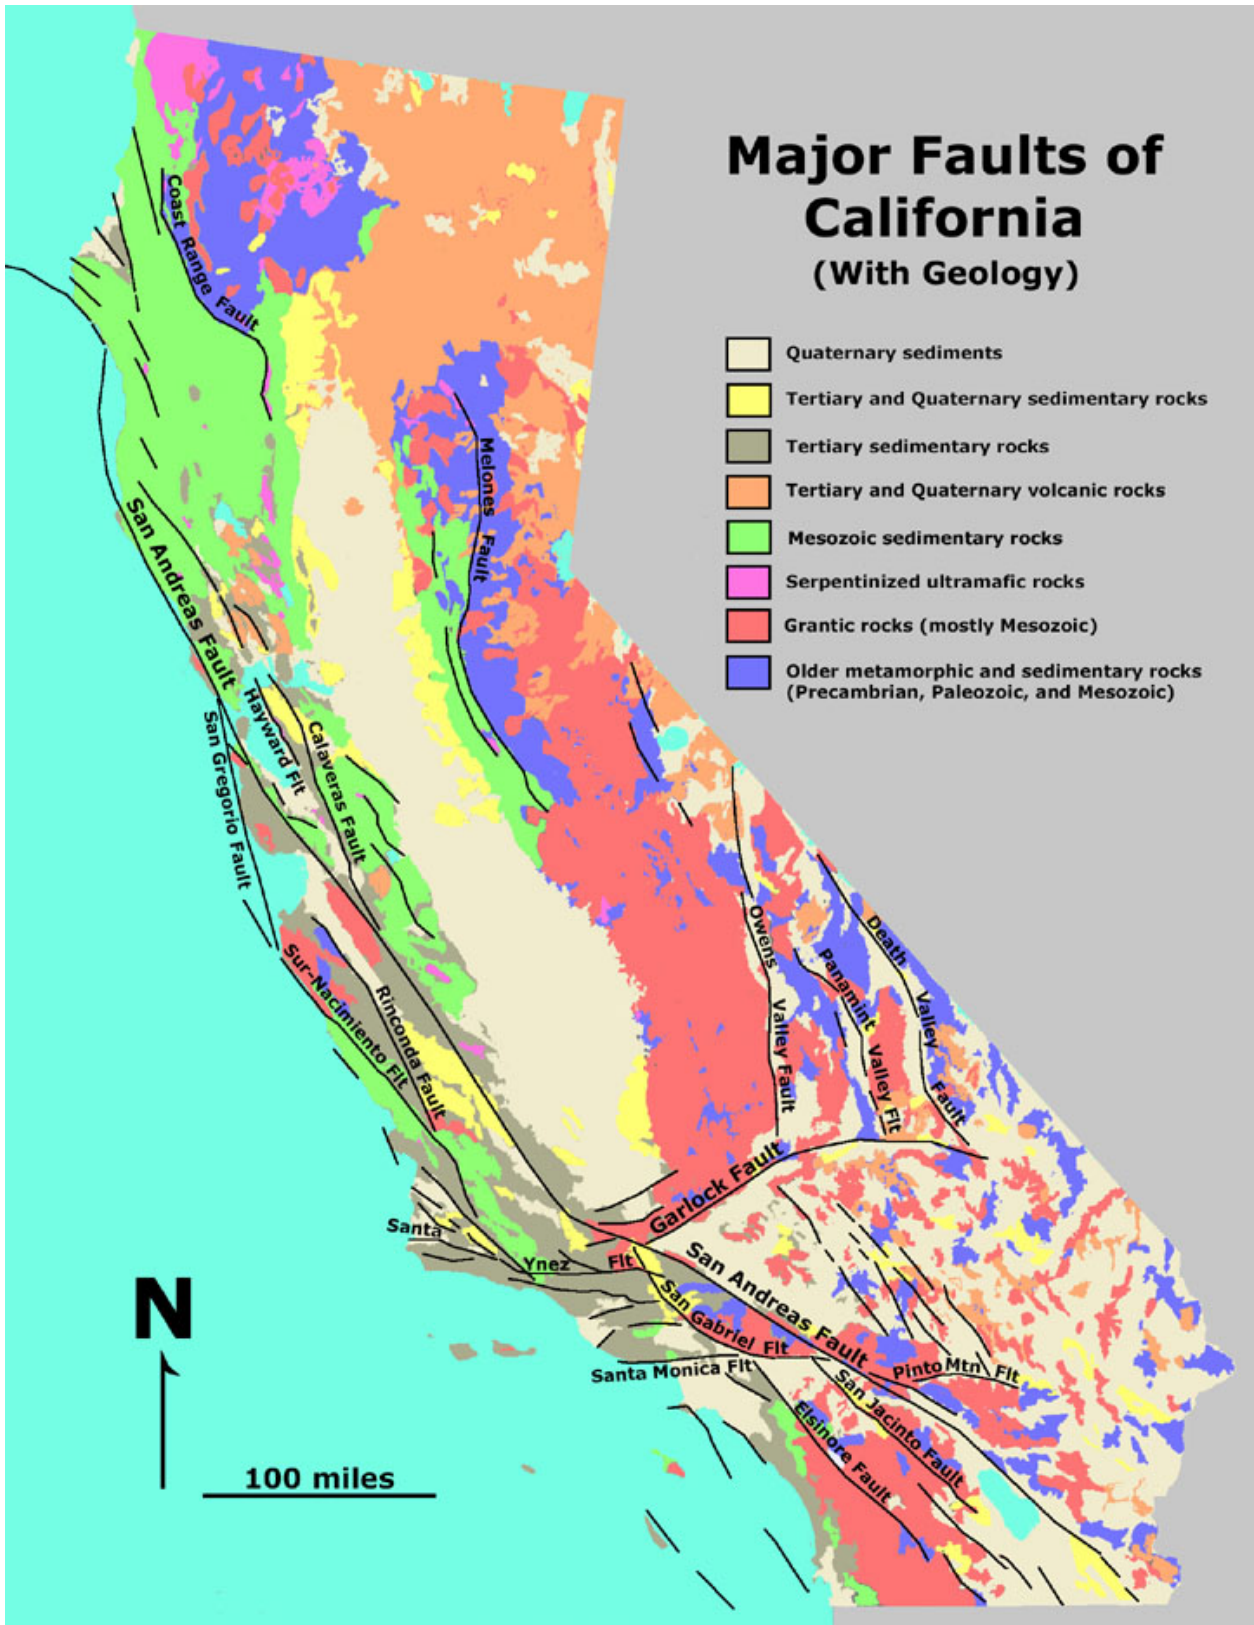 Major Faults of
California
(With Geology)
Quaternary sediments
Tertiary and Quaternary sedimentary rocks
Tertiary sedimentary rocks
Tertiary and Quaternary volcanic rocks
Mesozoic sedimentary rocks
Serpentinized ultramafic rocks
Grantic rocks (mostly Mesozoic)
Older metamorphic and sedimentary rocks
(Precambrian, Paleozoic, and Mesozoic)
Coast Range Fault
Melones Fault
San Andreas Fault
Hayward Flt
San Gregorio Fault
Calaveras Fault
Sur-Nacimiento Flt
Rinconda Fault
Owens Valley Fault
Panamint Valley Flt
Death Valley Fault
Garlock Fault
Santa Ynez Flt
San Andreas Fault
San Gabriel Flt
Santa Monica Flt
Pinto Mtn Flt
San Jacinto Fault
Elsinore Fault
N
100 miles